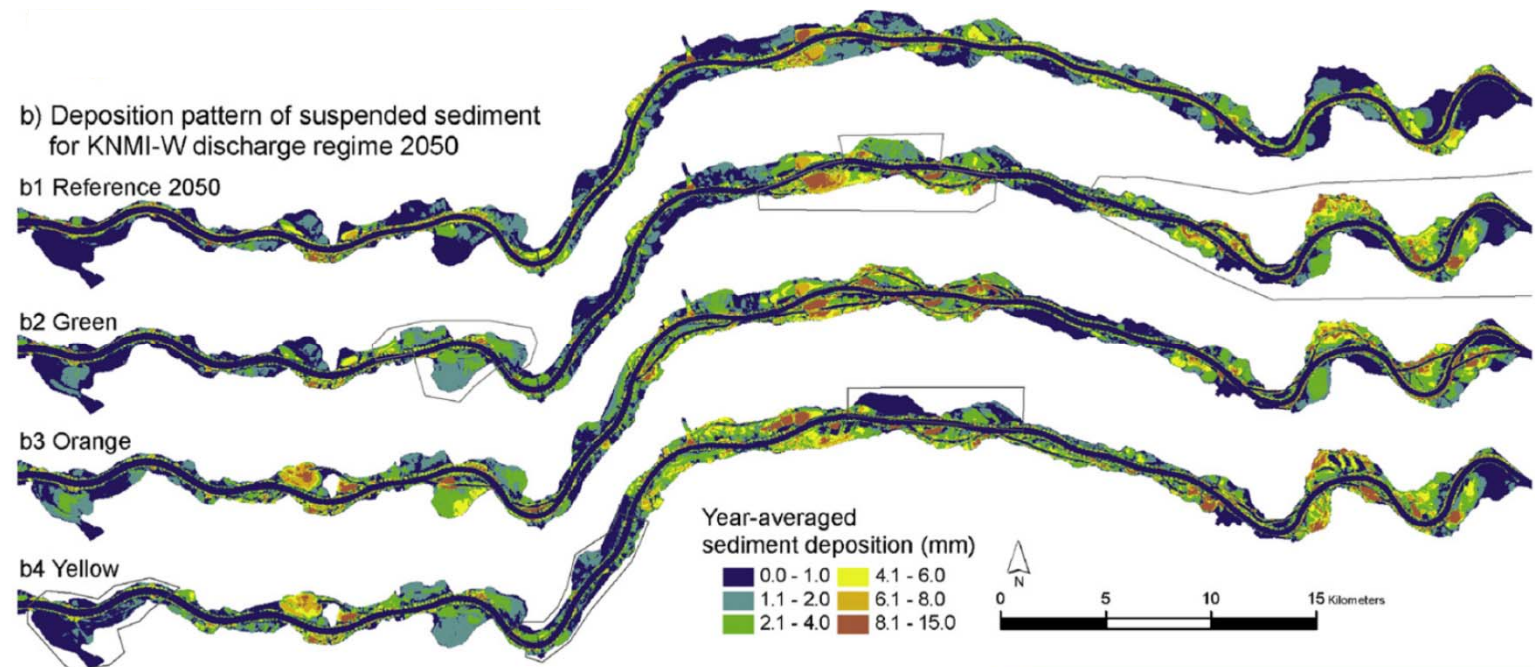 b) Deposition pattern of suspended sediment
for KNMI-W discharge regime 2050
b1 Reference 2050
b2 Green
b3 Orange
b4 Yellow
Year-averaged
sediment deposition (mm)
0.0 - 1.0 4.1 - 6.0
1.1 - 2.0 6.1 - 8.0
2.1 - 4.0 8.1 - 15.0
N
0 5 10 15 Kilometers